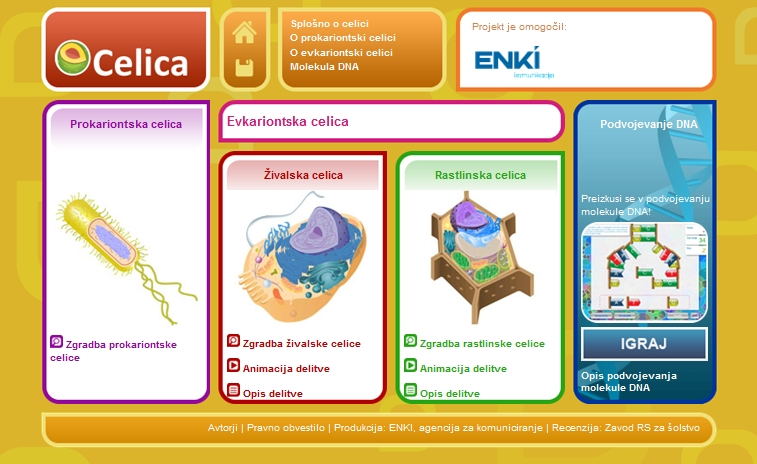 Celica
Splošno o celici
O prokariontski celici
O evkariontski celici
Molekula DNA
Projekt je omogočil:
ENKÍ
komunikacije
Prokariontska celica
Zgradba prokariontske
celice
Evkariontska celica
Živalska celica
Zgradba živalske celice
Animacija delitve
Opis delitve
Rastlinska celica
Zgradba rastlinske celice
Animacija delitve
Opis delitve
Podvojevanje DNA
Preizkusi se v podvojevanju
molekule DNA!
IGRAJ
Opis podvojevanja
molekule DNA
Avtorji | Pravno obvestilo | Produkcija: ENKI, agencija za komuniciranje | Recenzija: Zavod RS za šolstvo